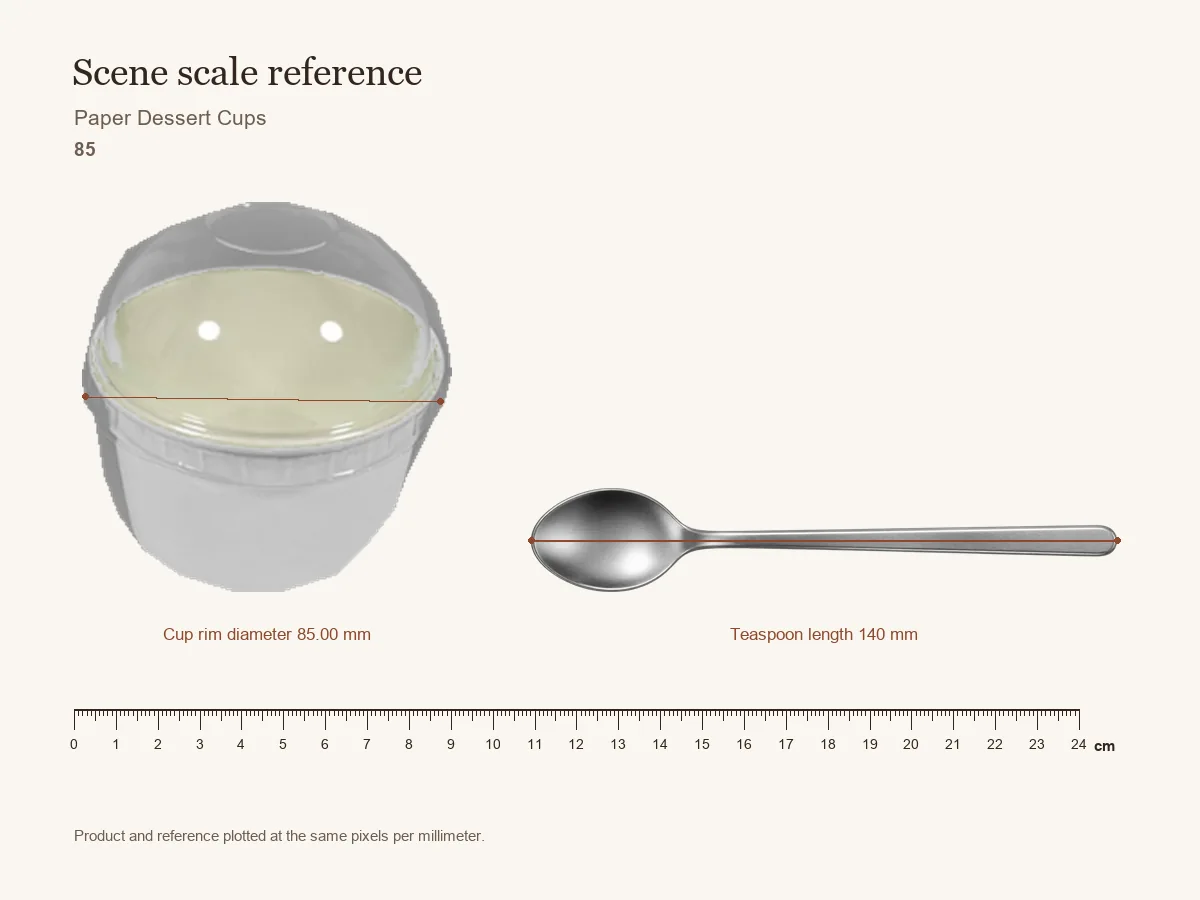 Scene scale reference
Paper Dessert Cups
85
Cup rim diameter 85.00 mm
Teaspoon length 140 mm
0 1 2 3 4 5 6 7 8 9 10 11 12 13 14 15 16 17 18 19 20 21 22 23 24 cm
Product and reference plotted at the same pixels per millimeter.